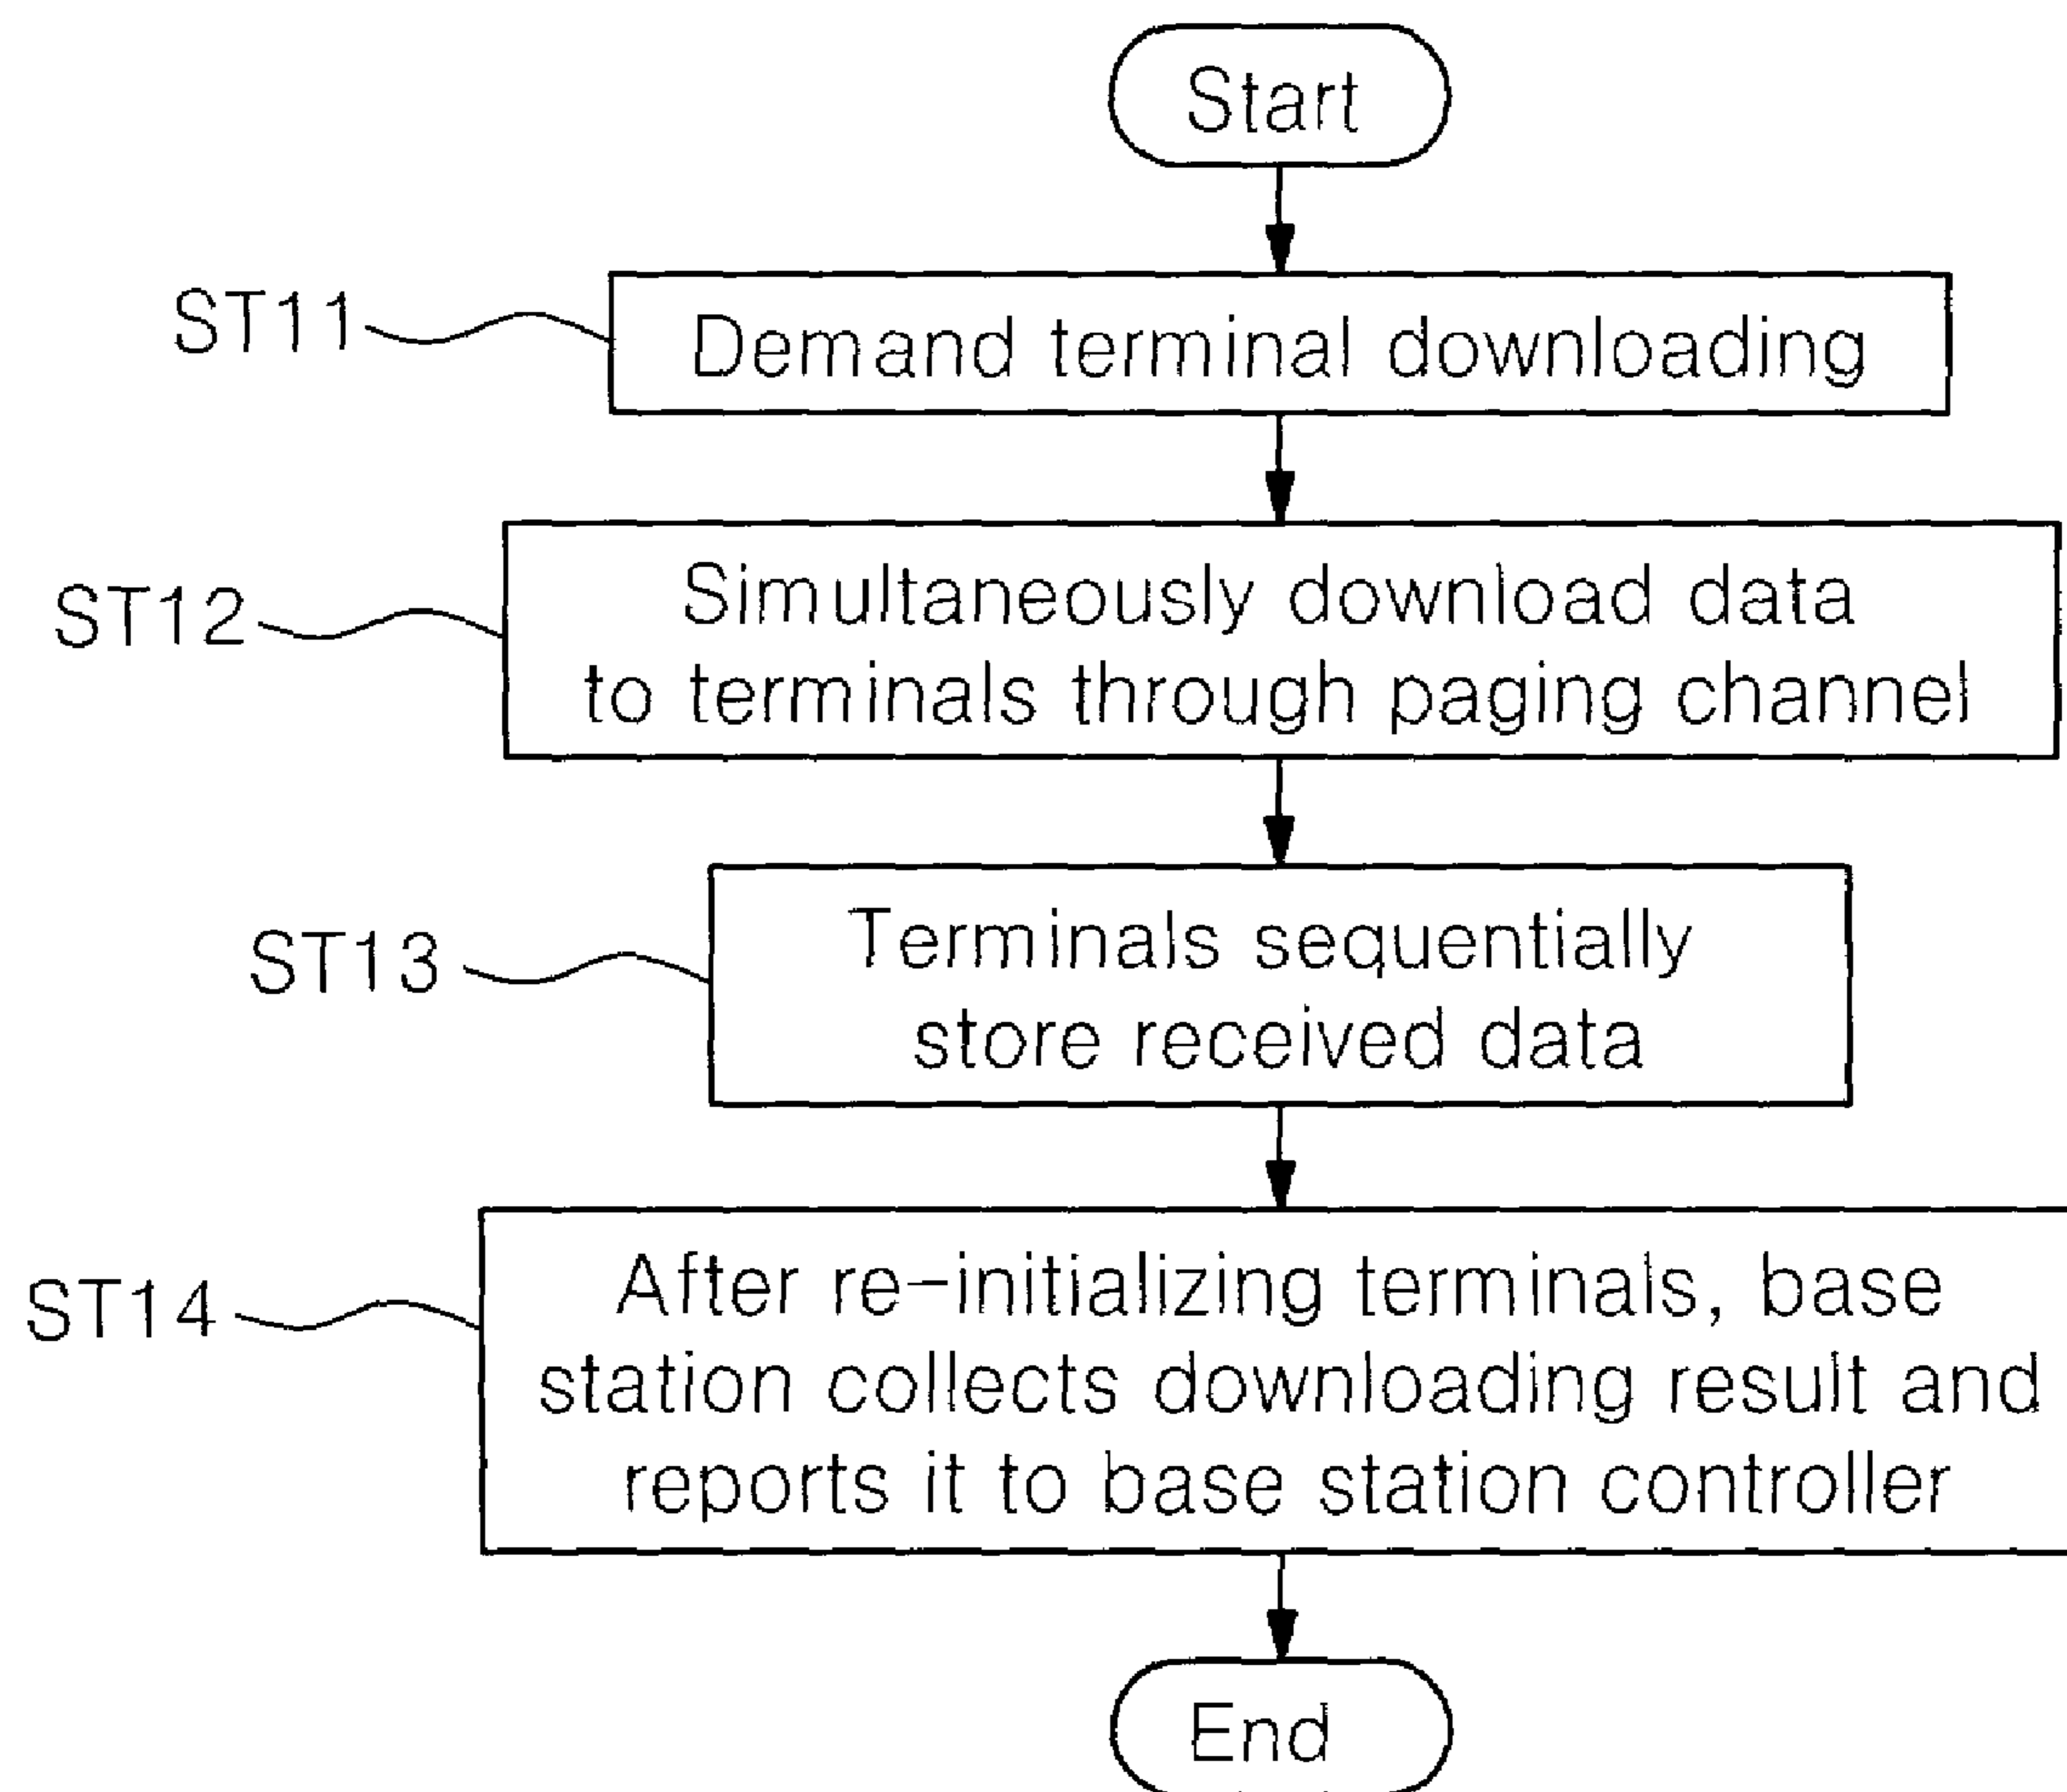 Start
ST11
Demand terminal downloading
ST12
Simultaneously download data
to terminals through paging channel
ST13
Terminals sequentially
store received data
ST14
After re-initializing terminals, base
station collects downloading result and
reports it to base station controller
End